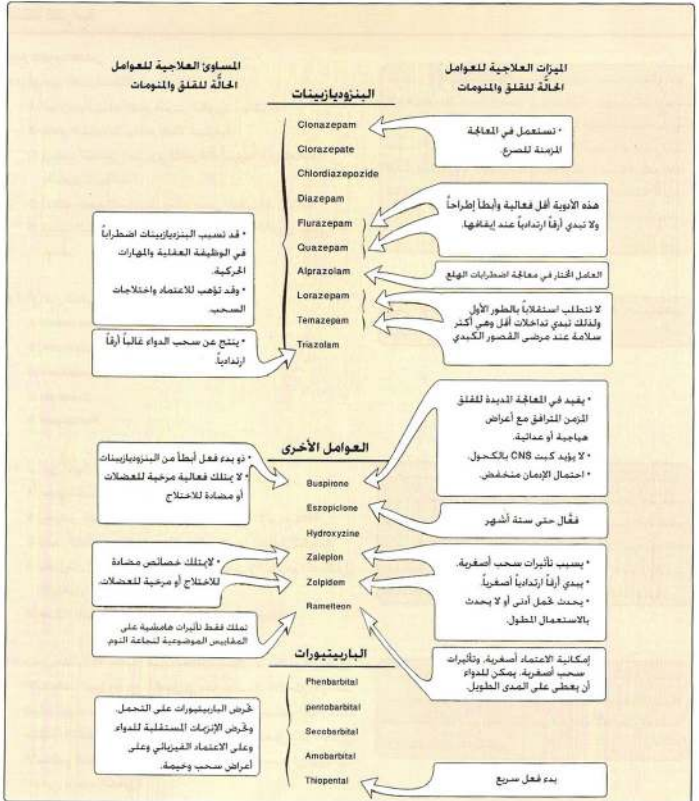 الميزات العلاجية للعوامل
الحالَّة للقلق والمنومات
المساوئ العلاجية للعوامل
الحالَّة للقلق والمنومات
البنزوديازبينات
Clonazepam
Clorazepate
Chlordiazepozide
Diazepam
Flurazepam
Quazepam
Alprazolam
Lorazepam
Temazepam
Triazolam
• تستعمل في المعالجة
المزمنة للصرع.
هذه الأدوية أقل فعالية وأبطأ إطراحاً
ولا تبدي أرقاً ارتدادياً عند إيقافها.
العامل المختار في معالجة اضطرابات الهلع
لا تتطلب استقلاباً بالطور الأول
ولذلك تبدي تداخلات أقل وهي أكثر
سلامة عند مرضى القصور الكبدي
• قد تسبب البنزديازبينات اضطراباً
في الوظيفة العقلية والمهارات
الحركية.
• وقد تؤهب للاعتماد واختلاجات
السحب.
• ينتج عن سحب الدواء غالباً أرقاً
ارتدادياً.
العوامل الأخرى
Buspirone
Eszopiclone
Hydroxyzine
Zaleplon
Zolpidem
Ramelteon
• يفيد في المعالجة المديدة للقلق
المزمن المترافق مع أعراض
هياجية أو عدائية.
• لا يؤيد كبت CNS بالكحول.
• احتمال الإدمان منخفض.
فعَّال حتى ستة أشهر
• يسبب تأثيرات سحب أصغرية.
• يبدي أرقاً ارتدادياً أصغرياً.
• يحدث تحمل أدنى أو لا يحدث
بالاستعمال المطول.
إمكانية الاعتماد أصغرية. وتأثيرات
سحب أصغرية. يمكن للدواء
أن يعطى على المدى الطويل.
• ذو بدء فعل أبطأ من البنزوديازبينات
• لا يمتلك فعالية مرخية للعضلات
أو مضادة للاختلاج
• لايمتلك خصائص مضادة
للاختلاج أو مرخية للعضلات.
تملك فقط تأثيرات هامشية على
المقاييس الموضوعية لنجاعة النوم.
الباربيتيورات
Phenbarbital
pentobarbital
Secobarbital
Amobarbital
Thiopental
تحرض الباربيتيورات على التحمل.
وتحرض الإنزيمات المستقلبة للدواء.
وعلى الاعتماد الفيزيائي وعلى
أعراض سحب وخيمة.
بدء فعل سريع